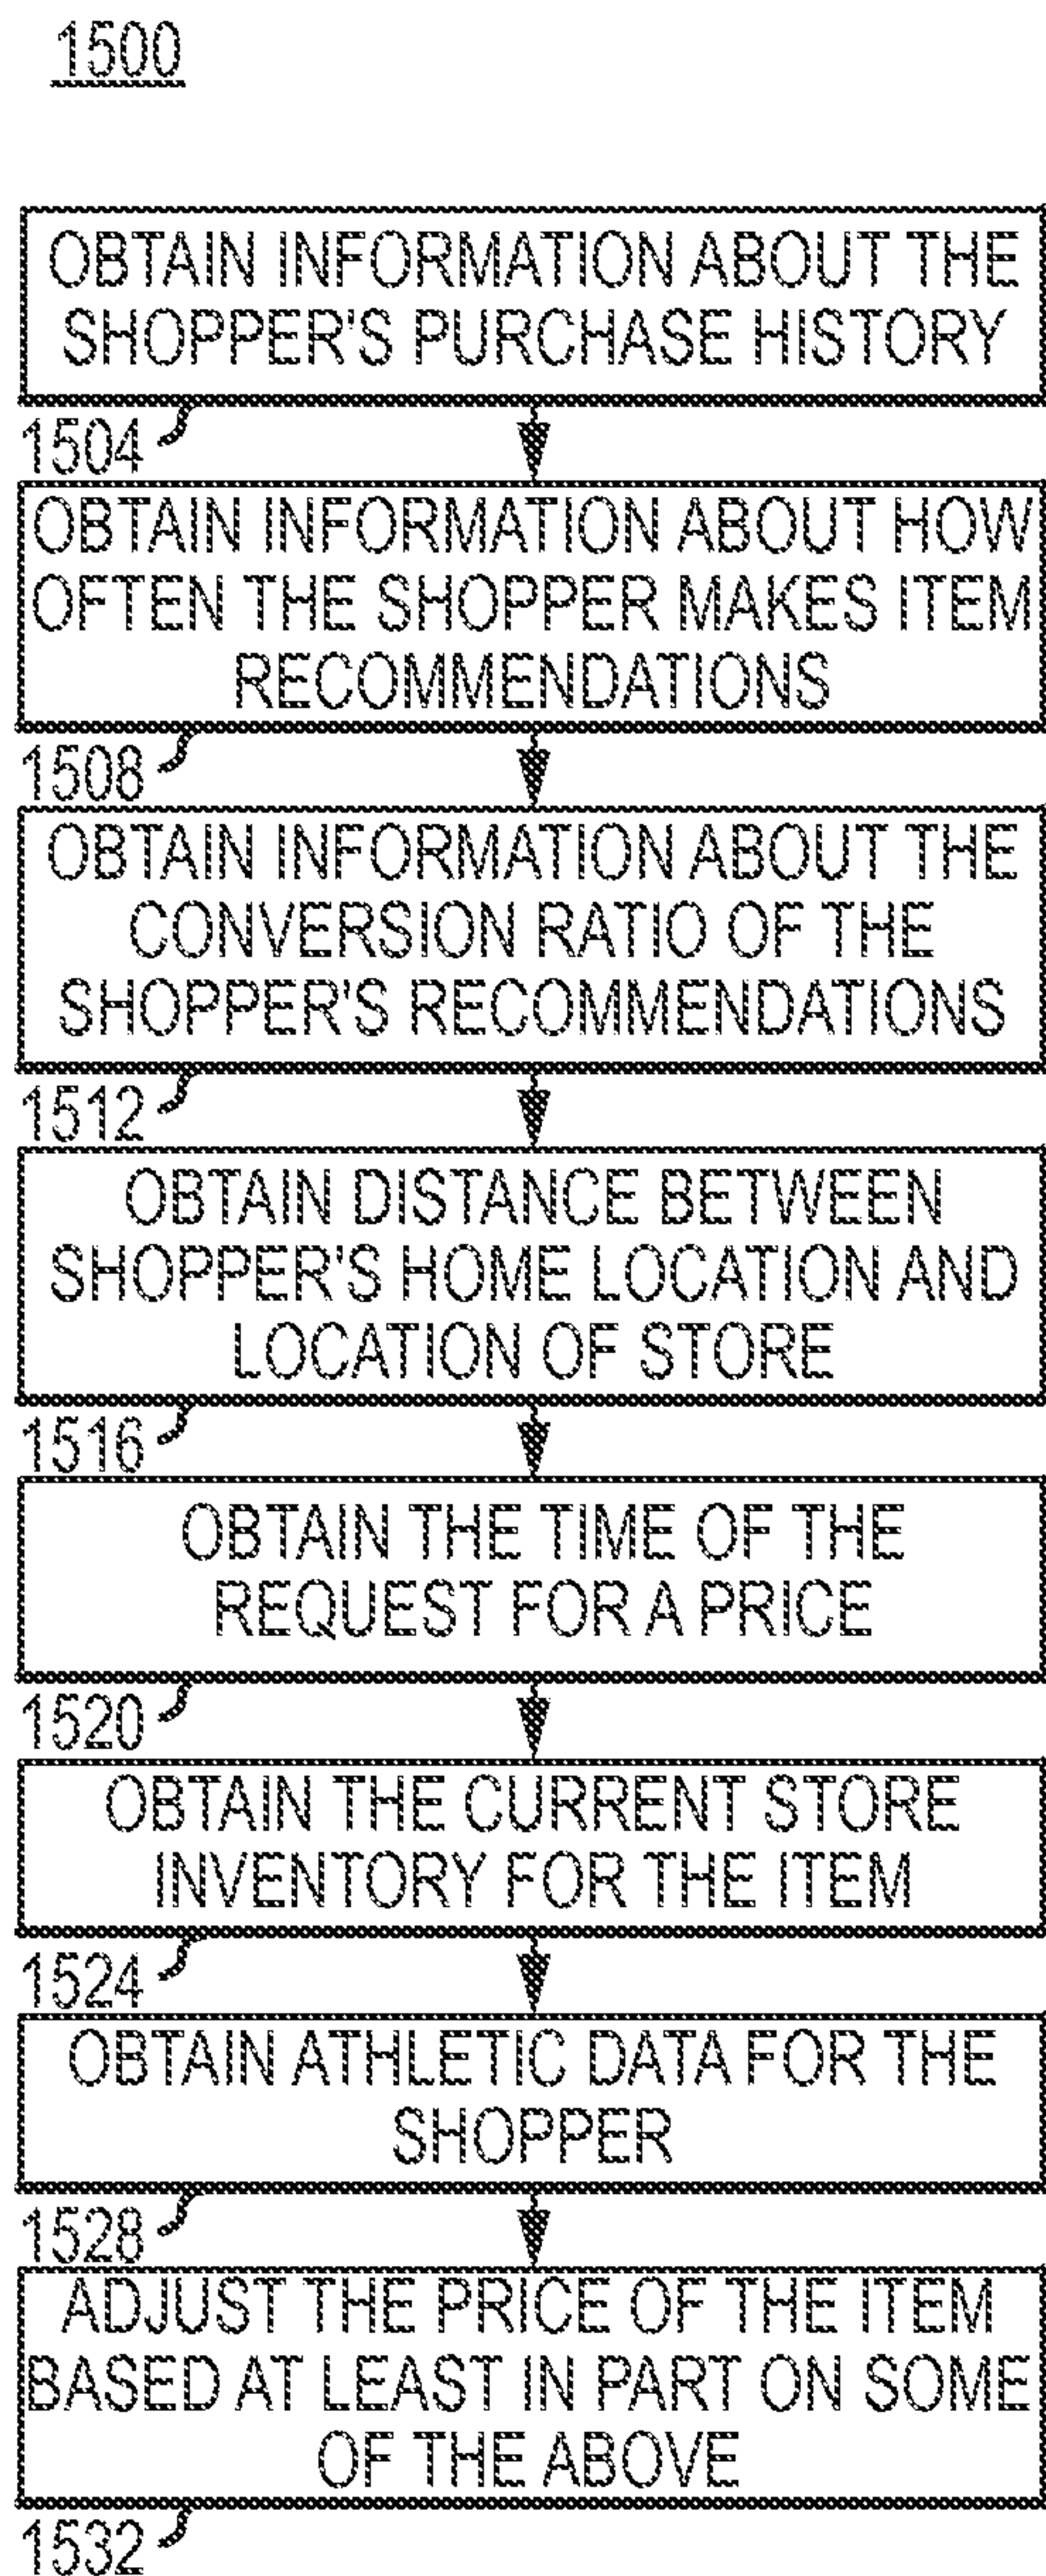 1500
OBTAIN INFORMATION ABOUT THE
SHOPPER'S PURCHASE HISTORY
1504
OBTAIN INFORMATION ABOUT HOW
OFTEN THE SHOPPER MAKES ITEM
RECOMMENDATIONS
1508
OBTAIN INFORMATION ABOUT THE
CONVERSION RATIO OF THE
SHOPPER'S RECOMMENDATIONS
1512
OBTAIN DISTANCE BETWEEN
SHOPPER'S HOME LOCATION AND
LOCATION OF STORE
1516
OBTAIN THE TIME OF THE
REQUEST FOR A PRICE
1520
OBTAIN THE CURRENT STORE
INVENTORY FOR THE ITEM
1524
OBTAIN ATHLETIC DATA FOR THE
SHOPPER
1528
ADJUST THE PRICE OF THE ITEM
BASED AT LEAST IN PART ON SOME
OF THE ABOVE
1532